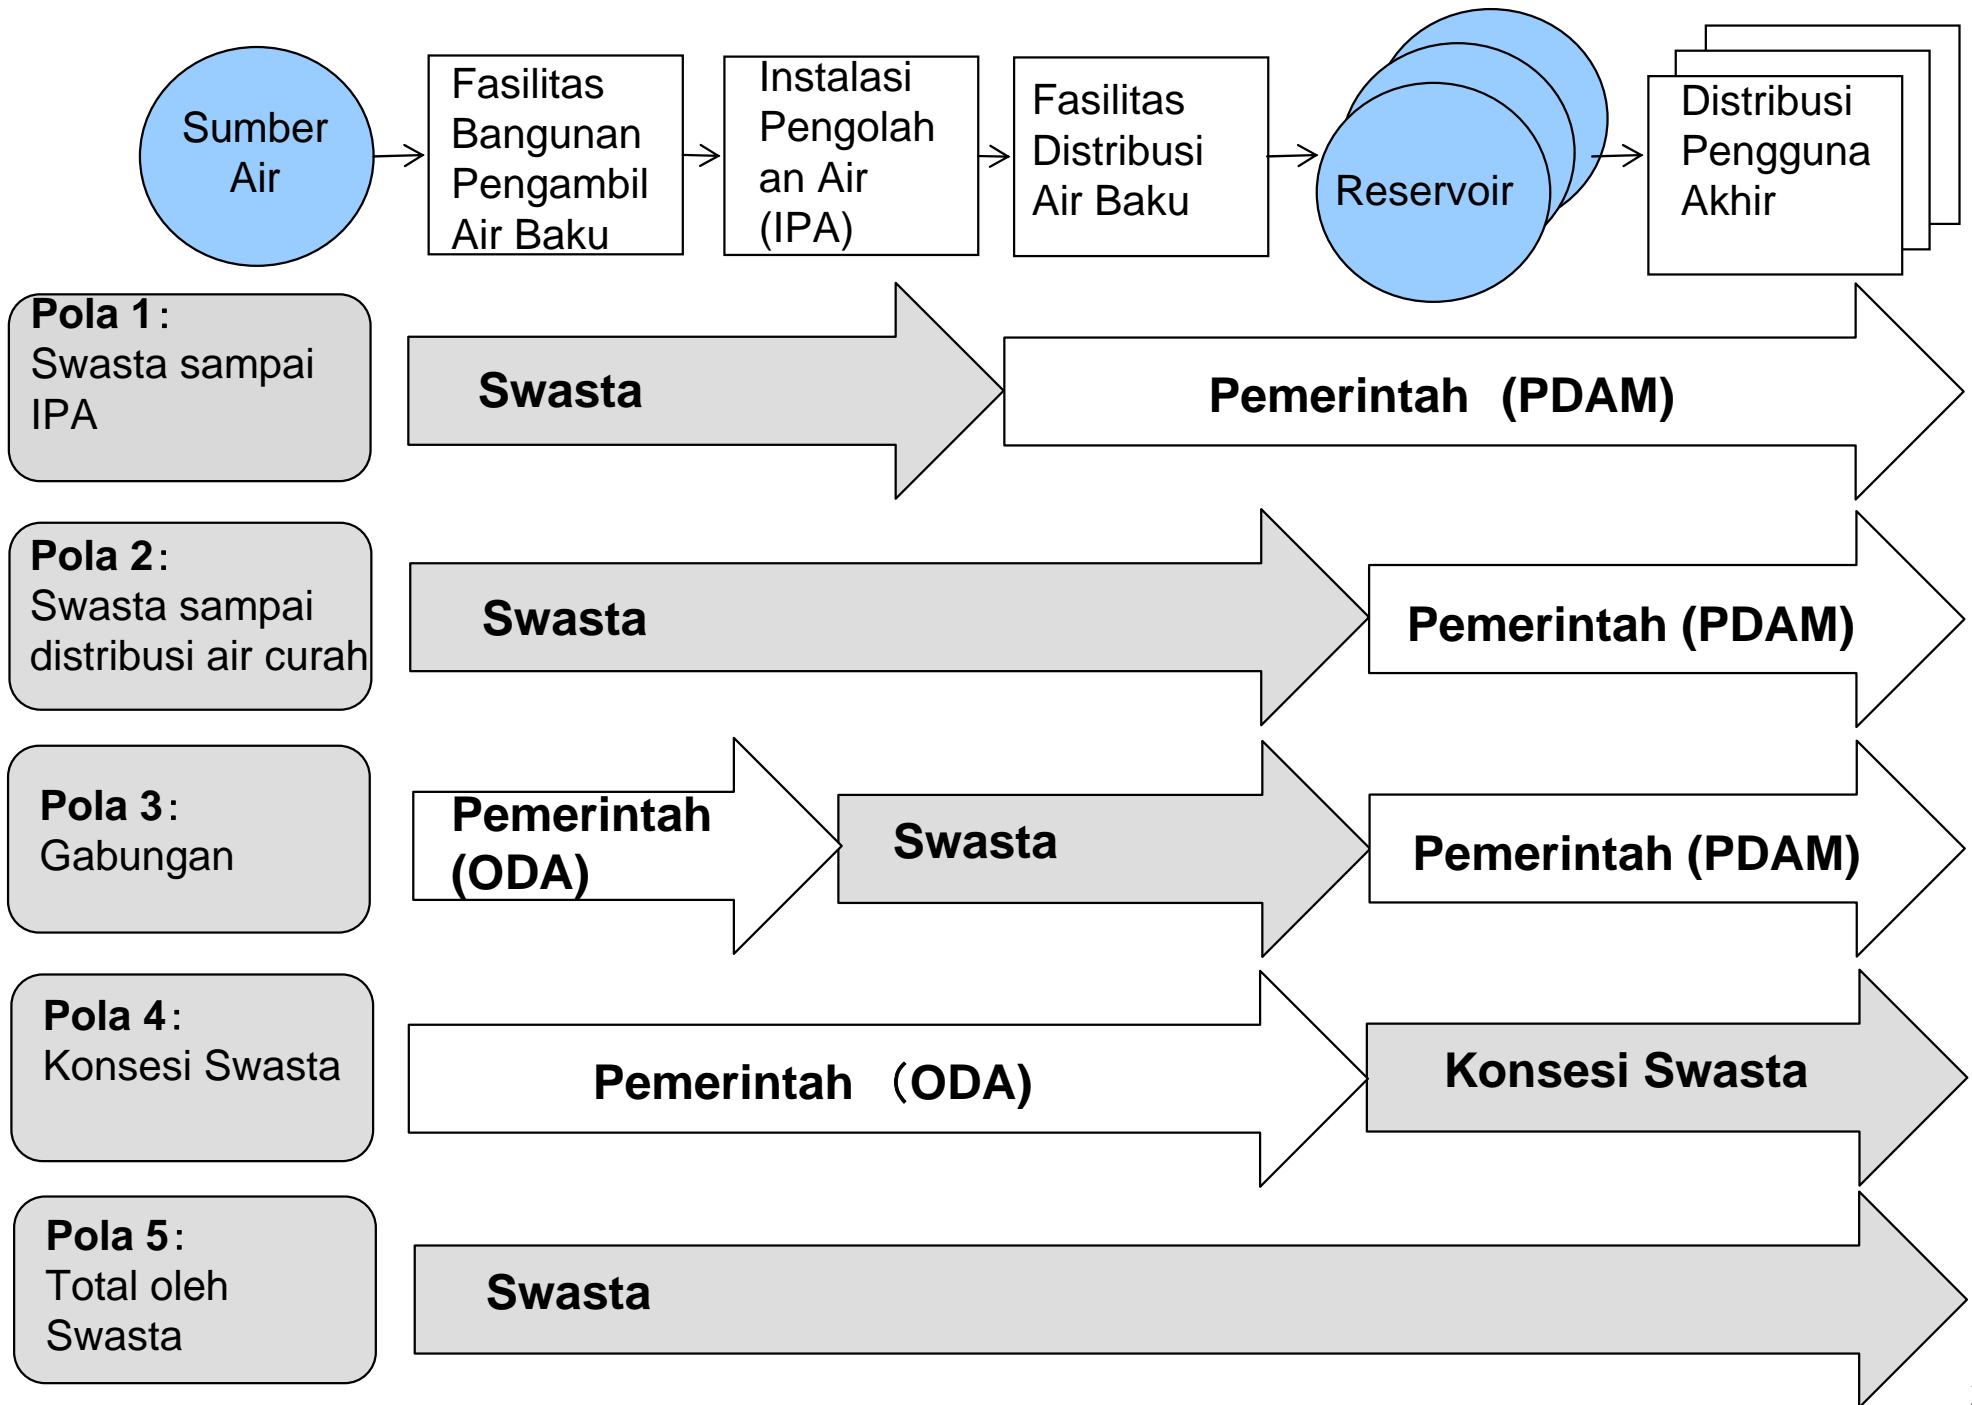 Sumber
Air
Fasilitas
Bangunan
Pengambil
Air Baku
Instalasi
Pengolah
an Air
(IPA)
Fasilitas
Distribusi
Air Baku
Reservoir
Distribusi
Pengguna
Akhir
Pola 1:
Swasta sampai
IPA
Swasta
Pemerintah (PDAM)
Pola 2:
Swasta sampai
distribusi air curah
Swasta
Pemerintah (PDAM)
Pola 3:
Gabungan
Pemerintah
(ODA)
Swasta
Pemerintah (PDAM)
Pola 4:
Konsesi Swasta
Pemerintah （ODA)
Konsesi Swasta
Pola 5:
Total oleh
Swasta
Swasta